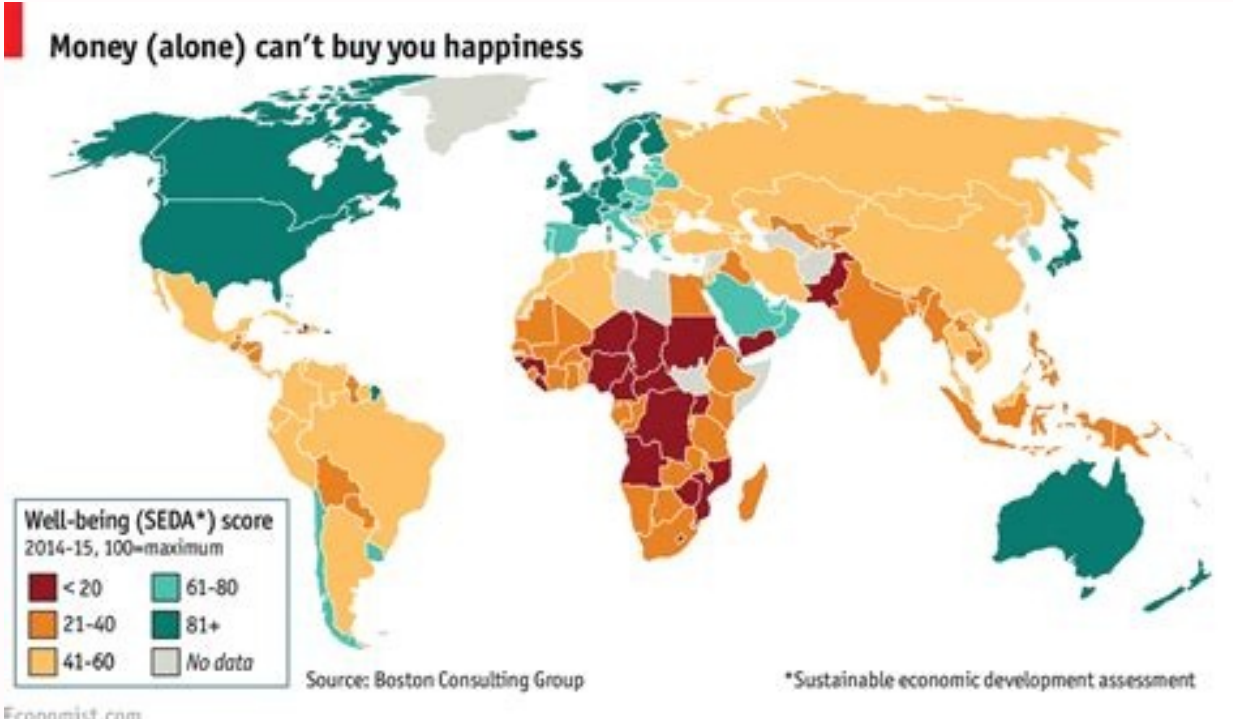 Money (alone) can't buy you happiness
Well-being (SEDA*) score
2014-15, 100=maximum
< 20
21-40
41-60
61-80
81+
No data
Source: Boston Consulting Group
*Sustainable economic development assessment
Economist.com